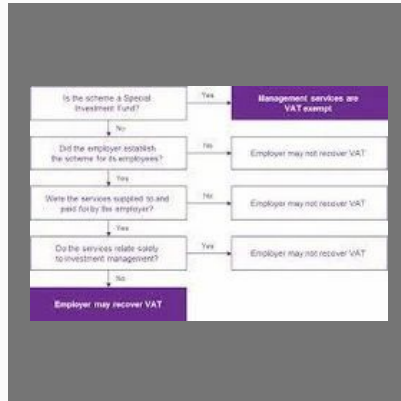 Is the scheme a Special
Investment Fund?
Yes
Management services are
VAT exempt
No
Did the employer establish
the scheme for its employees?
No
Employer may not recover VAT
Yes
Were the services supplied to and
paid for by the employer?
No
Employer may not recover VAT
Yes
Do the services relate solely
to investment management?
Yes
Employer may not recover VAT
No
Employer may recover VAT